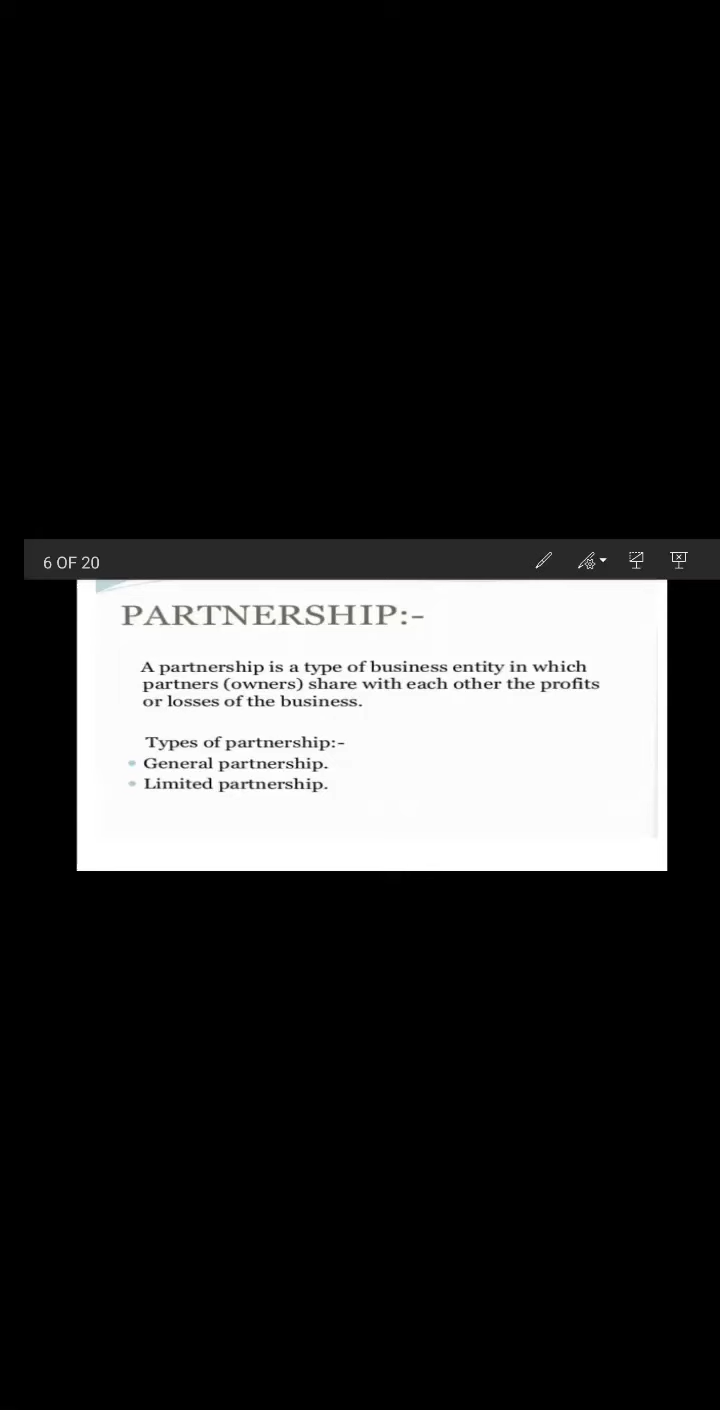 6 OF 20
PARTNERSHIP:-
A partnership is a type of business entity in which
partners (owners) share with each other the profits
or losses of the business.
Types of partnership:-
General partnership.
Limited partnership.